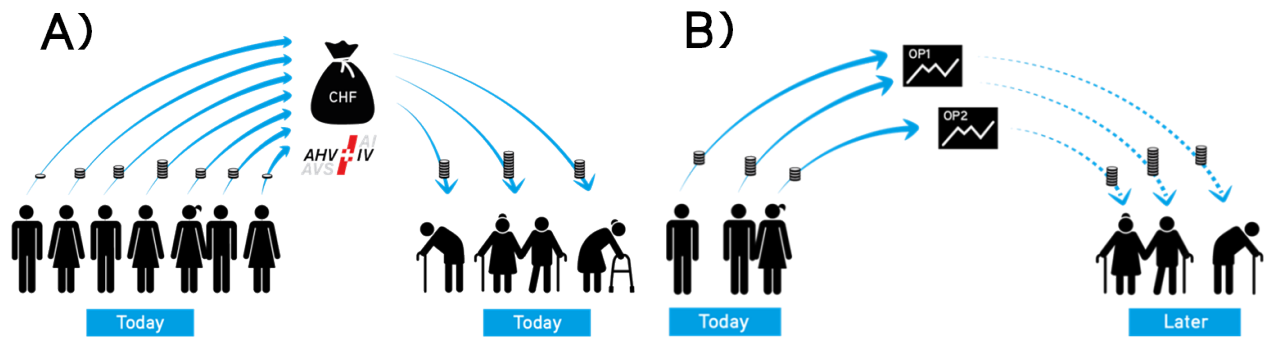 A)
CHF
AHV+IV
AI
AVS
Today
Today
B)
OP1
OP2
Today
Later